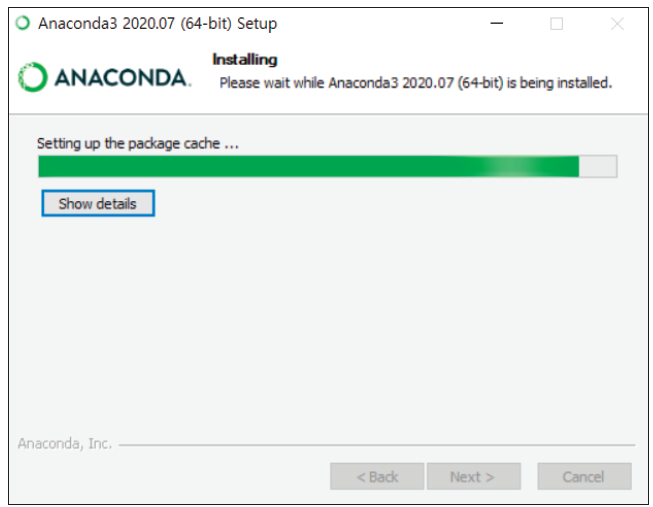 Anaconda3 2020.07 (64-bit) Setup
ANACONDA.
Installing
Please wait while Anaconda3 2020.07 (64-bit) is being installed.
Setting up the package cache ...
Show details
Anaconda, Inc.
< Back
Next >
Cancel